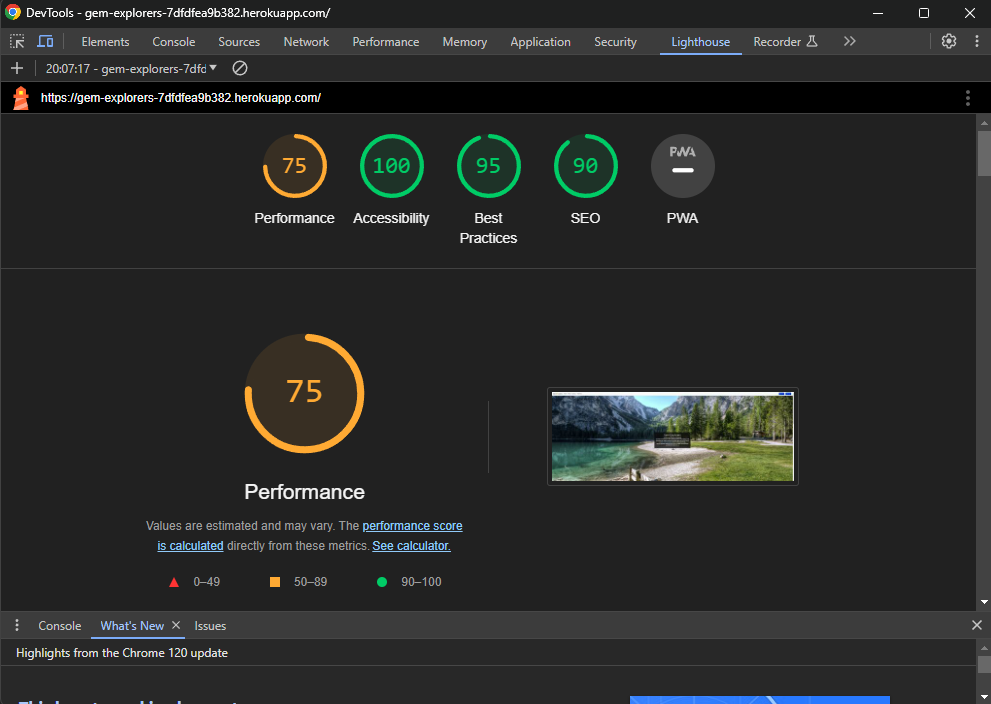 DevTools - gem-explorers-7dfdfea9b382.herokuapp.com/
Elements Console Sources Network Performance Memory Application Security Lighthouse Recorder
20:07:17 - gem-explorers-7dfd
https://gem-explorers-7dfdfea9b382.herokuapp.com/
75 100 95 90 PWA
Performance Accessibility Best Practices SEO PWA
75
Performance
Values are estimated and may vary. The performance score
is calculated directly from these metrics. See calculator.
0–49 50–89 90–100
Console What's New Issues
Highlights from the Chrome 120 update